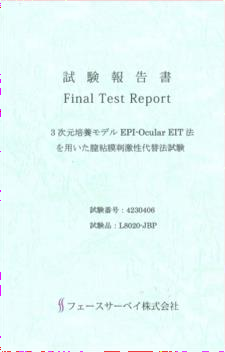 試験報告書
Final Test Report
3次元培養モデル EPI-Ocular EIT 法
を用いた腟粘膜刺激性代替法試験
試験番号：4230406
試験品：L8020-JBP
フェースサーベイ株式会社